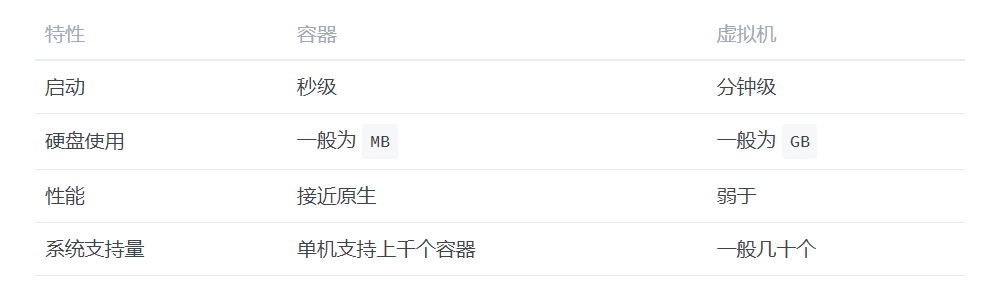 特性 容器 虚拟机
启动 秒级 分钟级
硬盘使用 一般为 MB 一般为 GB
性能 接近原生 弱于
系统支持量 单机支持上千个容器 一般几十个